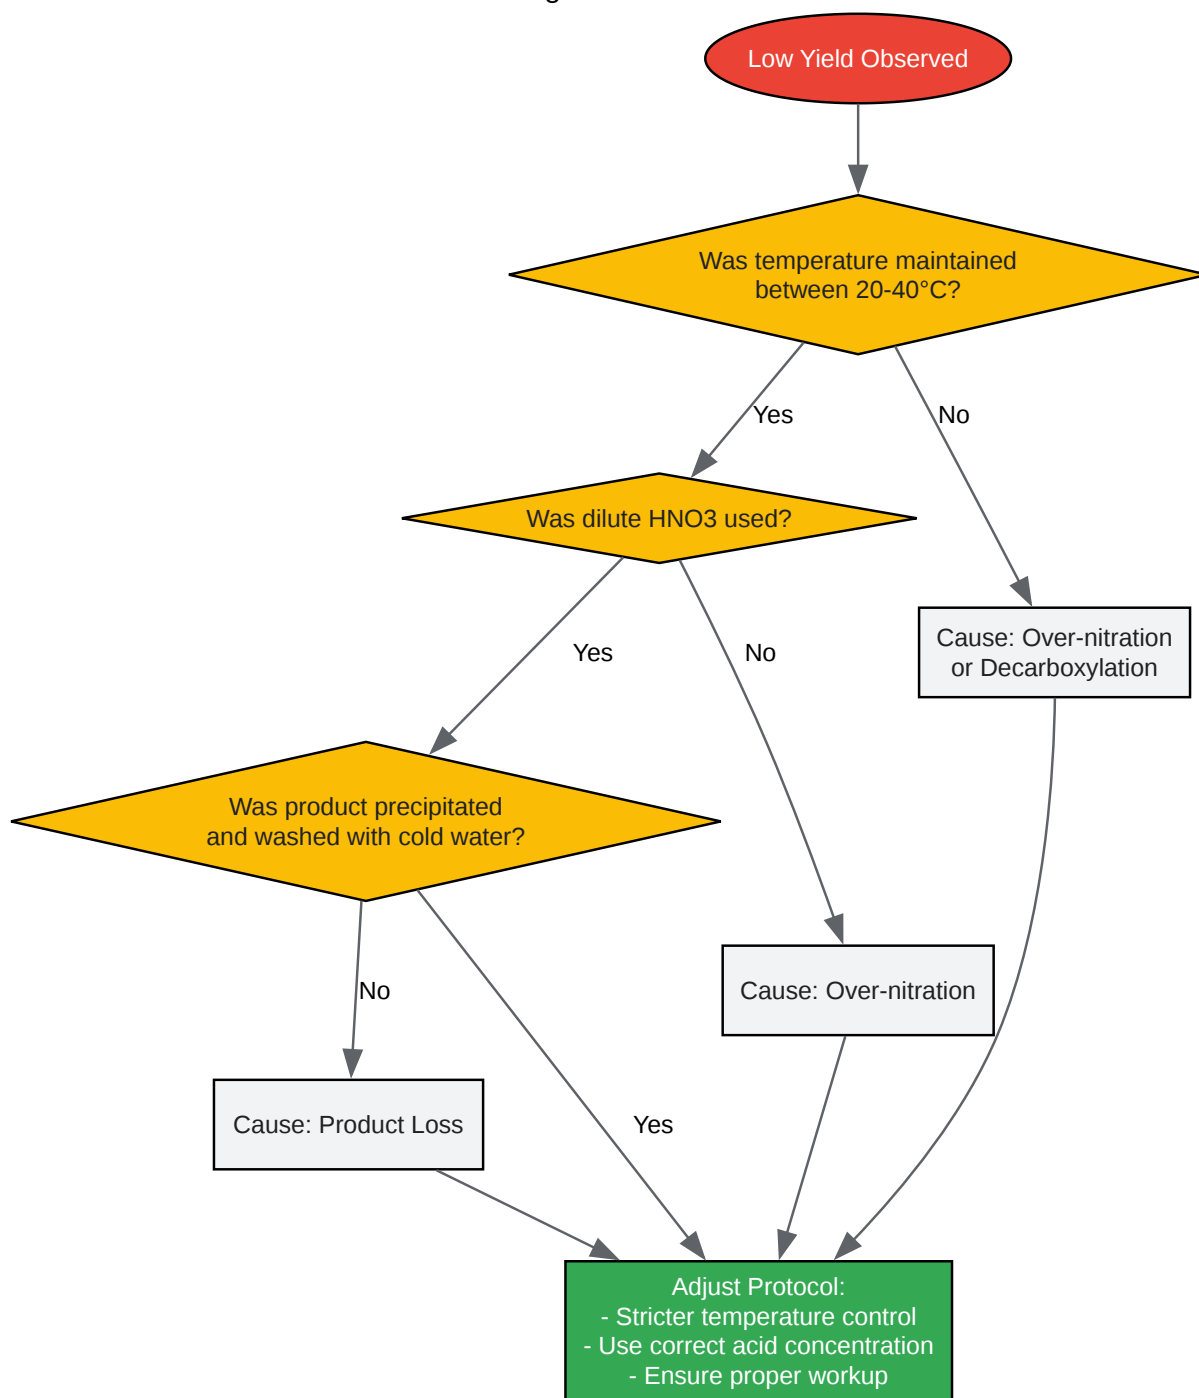 Low Yield Observed
Was temperature maintained
between 20-40°C?
Yes
No
Was dilute HNO3 used?
Yes
No
Cause: Over-nitration
or Decarboxylation
Was product precipitated
and washed with cold water?
No
Cause: Over-nitration
Cause: Product Loss
Yes
Adjust Protocol:
- Stricter temperature control
- Use correct acid concentration
- Ensure proper workup